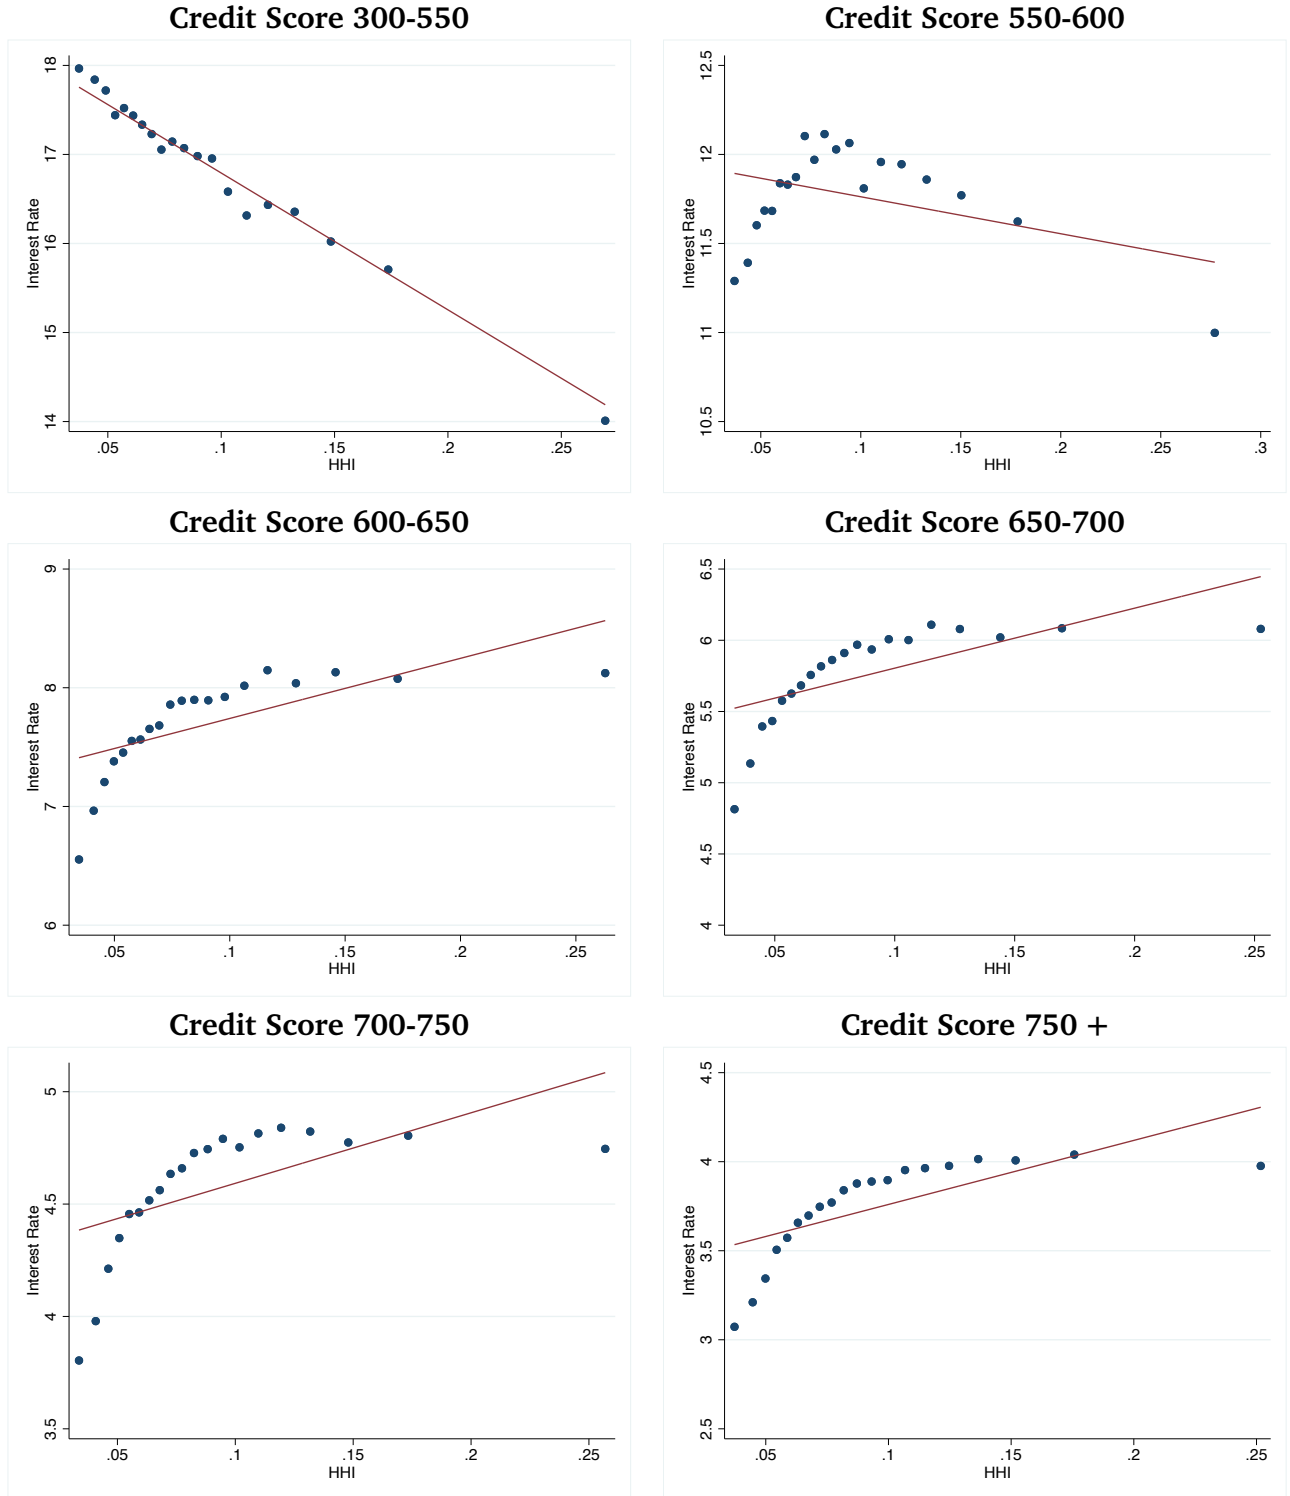 Credit Score 300-550
18
17
16
15
14
Interest Rate
.05 .1 .15 .2 .25
HHI
Credit Score 550-600
12.5
12
11.5
11
10.5
Interest Rate
.05 .1 .15 .2 .25 .3
HHI
Credit Score 600-650
9
8
7
6
Interest Rate
.05 .1 .15 .2 .25
HHI
Credit Score 650-700
6.5
6
5.5
5
4.5
4
Interest Rate
.05 .1 .15 .2 .25
HHI
Credit Score 700-750
5
4.5
4
3.5
Interest Rate
.05 .1 .15 .2 .25
HHI
Credit Score 750 +
4.5
4
3.5
3
2.5
Interest Rate
.05 .1 .15 .2 .25
HHI